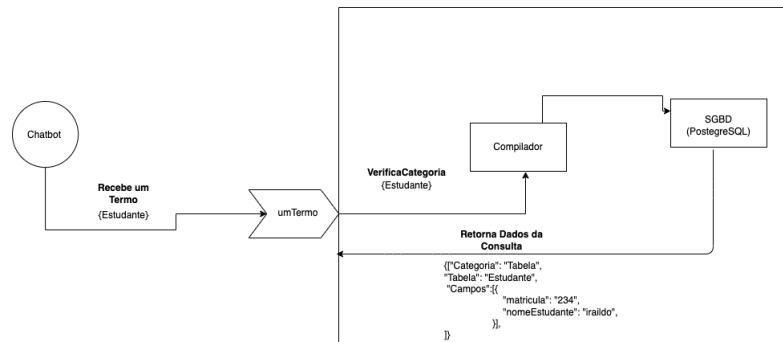 Chatbot
Recebe um
Termo
{Estudante}
umTermo
VerificaCategoria
{Estudante}
Compilador
SGBD
(PostegreSQL)
Retorna Dados da
Consulta
{["Categoria": "Tabela",
"Tabela": "Estudante",
"Campos":[{
"matricula": "234",
"nomeEstudante": "iraildo",
}],
]}